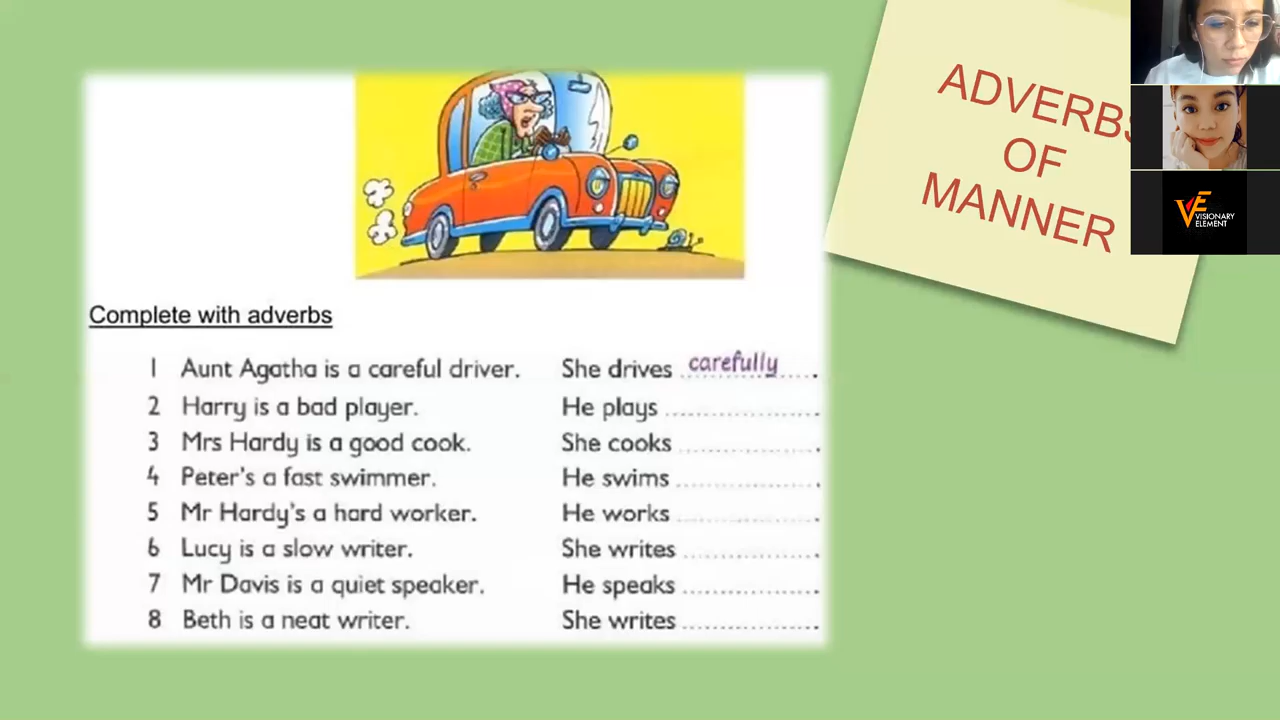 ADVERBS
OF
MANNER
VISIONARY
ELEMENT
Complete with adverbs
1 Aunt Agatha is a careful driver. She drives carefully.
2 Harry is a bad player. He plays ....................
3 Mrs Hardy is a good cook. She cooks ....................
4 Peter's a fast swimmer. He swims ....................
5 Mr Hardy's a hard worker. He works ....................
6 Lucy is a slow writer. She writes ....................
7 Mr Davis is a quiet speaker. He speaks ....................
8 Beth is a neat writer. She writes ....................